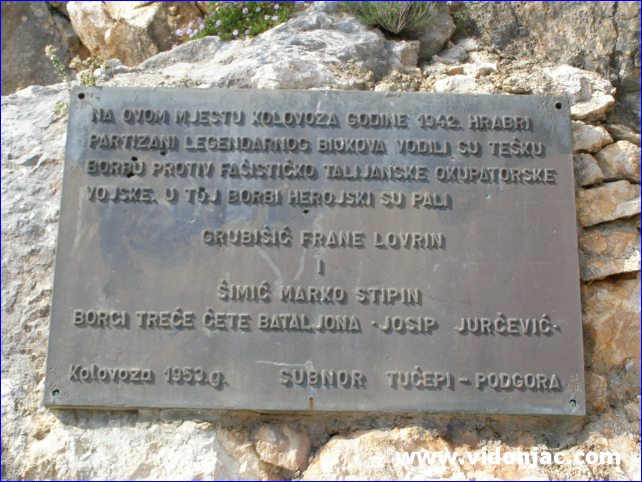 NA OVOM MJESTU KOLOVOZA GODINE 1942. HRABRI
PARTIZANI LEGENDARNOG BIOKOVA VODILI SU TEŠKU
BORBU PROTIV FAŠISTIČKO TALIJANSKE OKUPATORSKE
VOJSKE. U TOJ BORBI HEROJSKI SU PALI
GRUBIŠIĆ FRANE LOVRIN
I
ŠIMIĆ MARKO STIPIN
BORCI TREĆE ČETE BATALJONA „JOSIP JURČEVIĆ“
Kolovoza 1953.g. SUBNOR TUČEPI - PODGORA
www.vidanjac.com